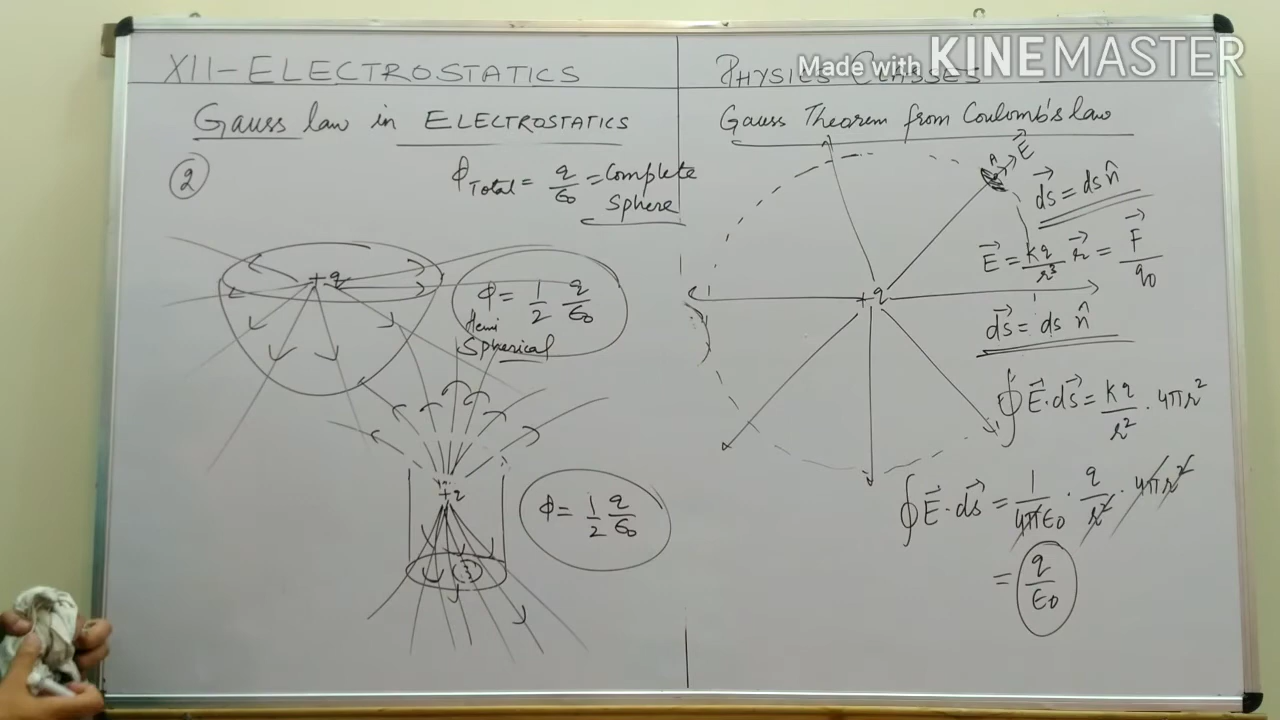 XII-ELECTROSTATICS
PHYSICS CLASSES
Made with KINEMASTER
Gauss law in ELECTROSTATICS
Gauss Theorem from Coulomb's law
②
ϕTotal = q/ε0 = Complete
Sphere
+q
ϕ = 1/2 q/ε0
Hemi
Spherical
+q
ϕ = 1/2 q/ε0
A
E⃗
ds⃗ = ds n̂
E⃗ = kq/r³ r⃗ = F⃗/q0
+q
ds⃗ = ds n̂
∮E⃗·ds⃗ = kq/r² · 4πr²
∮E⃗·ds⃗ = 1/4πε0 · q/r² · 4πr²
= q/ε0